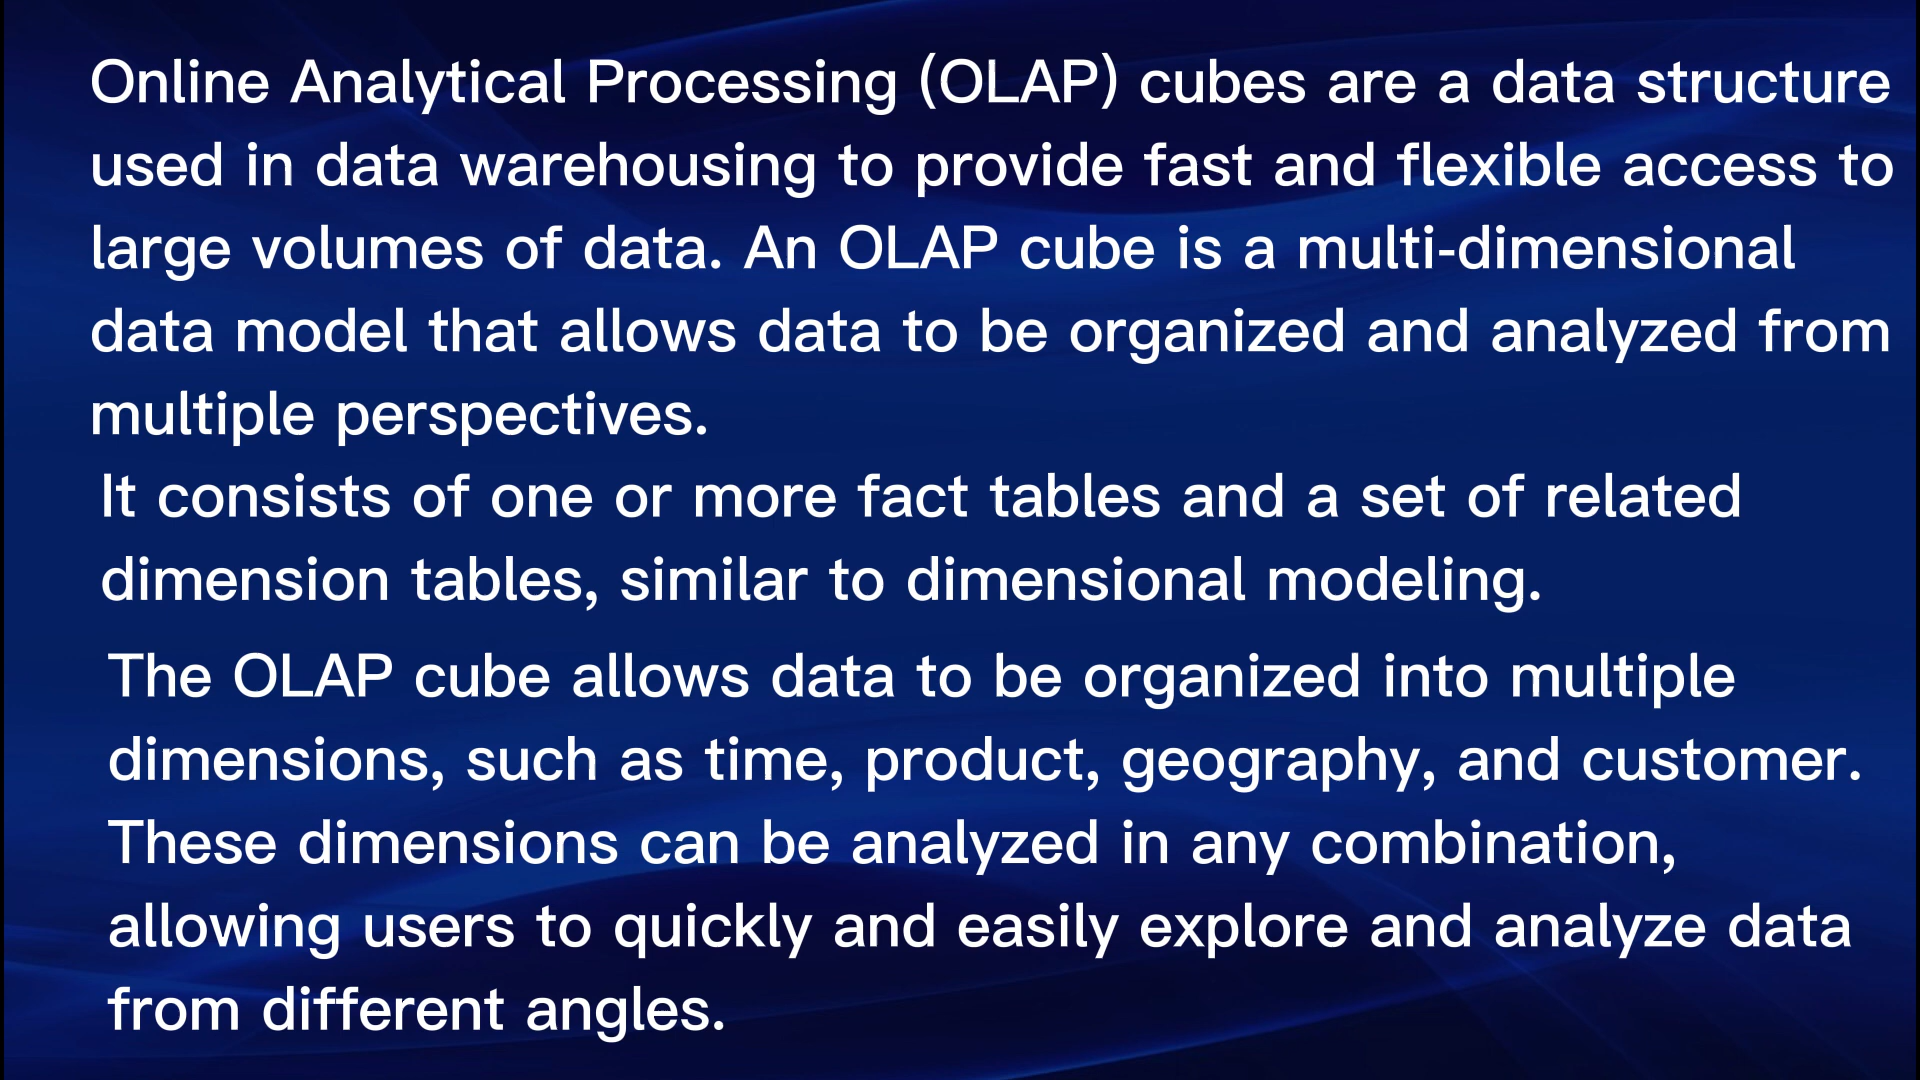 Online Analytical Processing (OLAP) cubes are a data structure
used in data warehousing to provide fast and flexible access to
large volumes of data. An OLAP cube is a multi-dimensional
data model that allows data to be organized and analyzed from
multiple perspectives.
It consists of one or more fact tables and a set of related
dimension tables, similar to dimensional modeling.
The OLAP cube allows data to be organized into multiple
dimensions, such as time, product, geography, and customer.
These dimensions can be analyzed in any combination,
allowing users to quickly and easily explore and analyze data
from different angles.